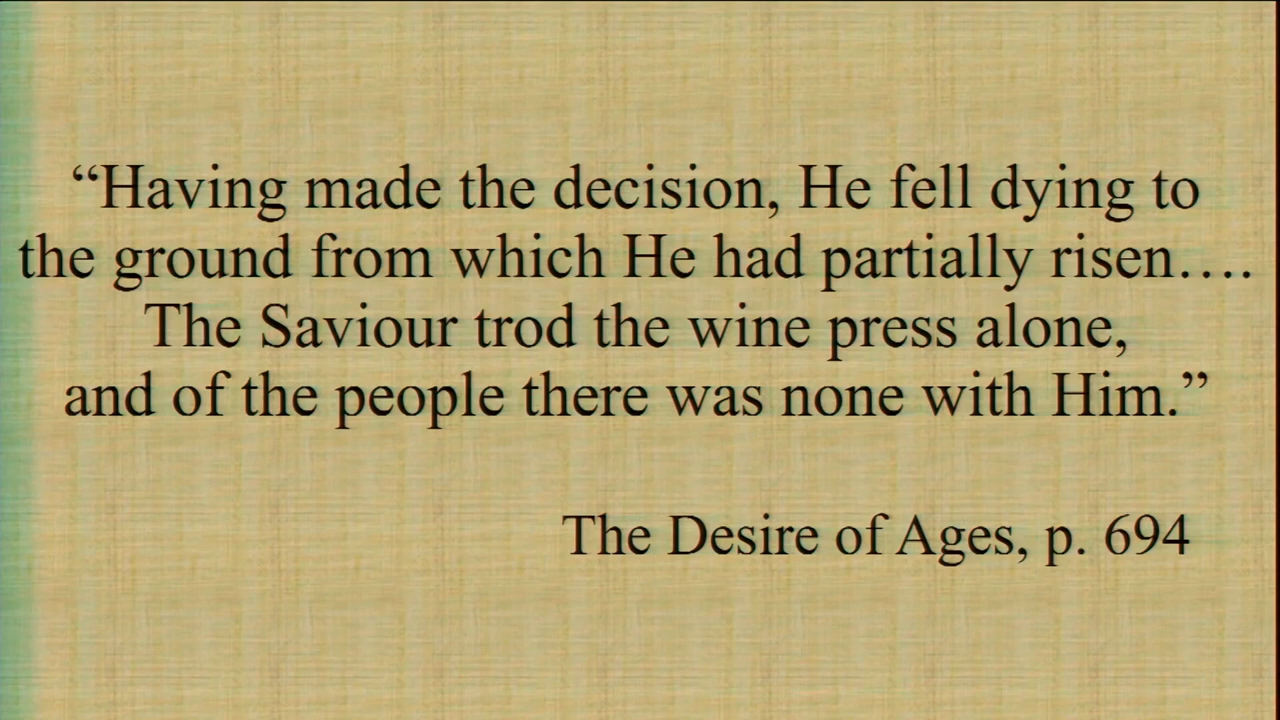 “Having made the decision, He fell dying to
the ground from which He had partially risen….
The Saviour trod the wine press alone,
and of the people there was none with Him.”
The Desire of Ages, p. 694